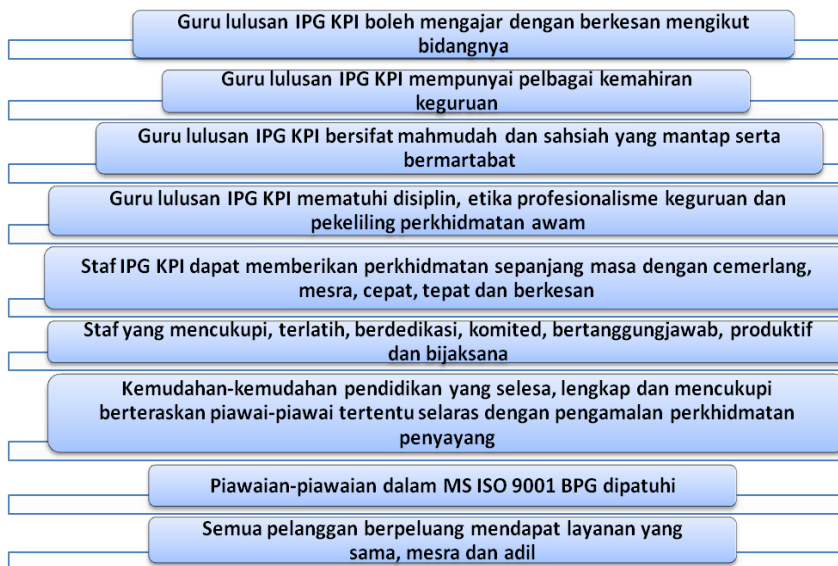 Guru lulusan IPG KPI boleh mengajar dengan berkesan mengikut
bidangnya
Guru lulusan IPG KPI mempunyai pelbagai kemahiran
keguruan
Guru lulusan IPG KPI bersifat mahmudah dan sahsiah yang mantap serta
bermartabat
Guru lulusan IPG KPI mematuhi disiplin, etika profesionalisme keguruan dan
pekeliling perkhidmatan awam
Staf IPG KPI dapat memberikan perkhidmatan sepanjang masa dengan cemerlang,
mesra, cepat, tepat dan berkesan
Staf yang mencukupi, terlatih, berdedikasi, komited, bertanggungjawab, produktif
dan bijaksana
Kemudahan-kemudahan pendidikan yang selesa, lengkap dan mencukupi
berteraskan piawai-piawai tertentu selaras dengan pengamalan perkhidmatan
penyayang
Piawaian-piawaian dalam MS ISO 9001 BPG dipatuhi
Semua pelanggan berpeluang mendapat layanan yang
sama, mesra dan adil